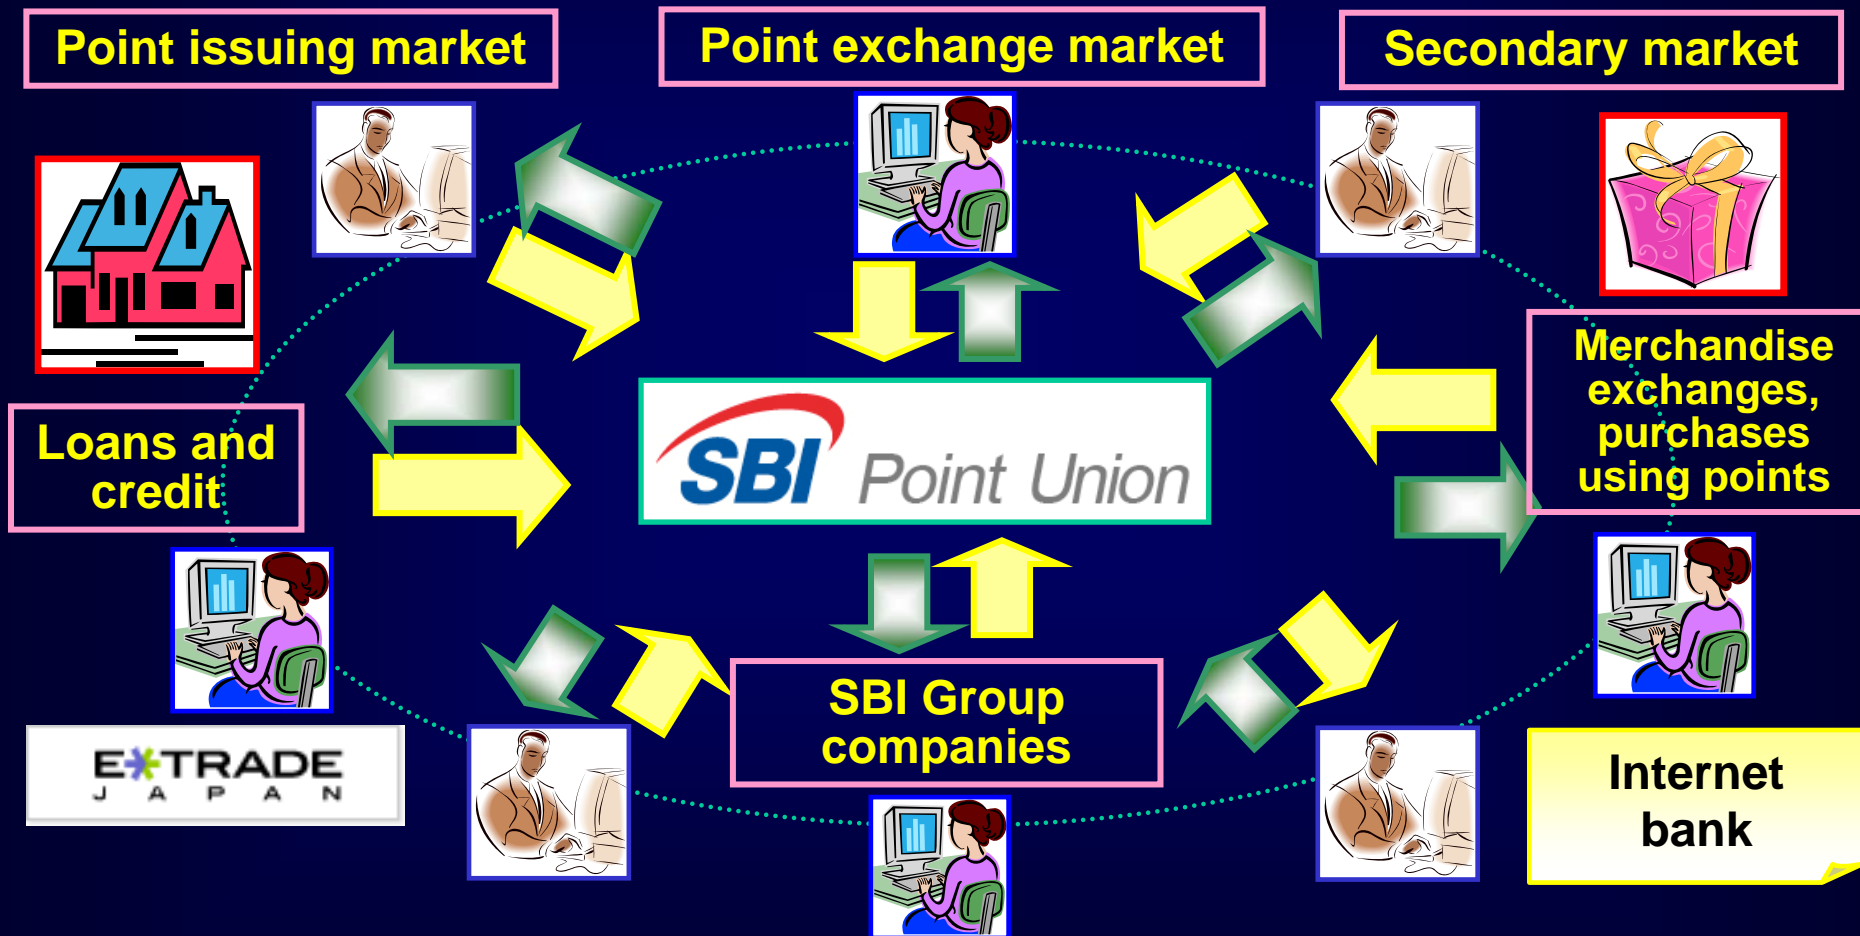 Point issuing market
Point exchange market
Secondary market
Loans and
credit
SBI Point Union
Merchandise
exchanges,
purchases
using points
E*TRADE
JAPAN
SBI Group
companies
Internet
bank